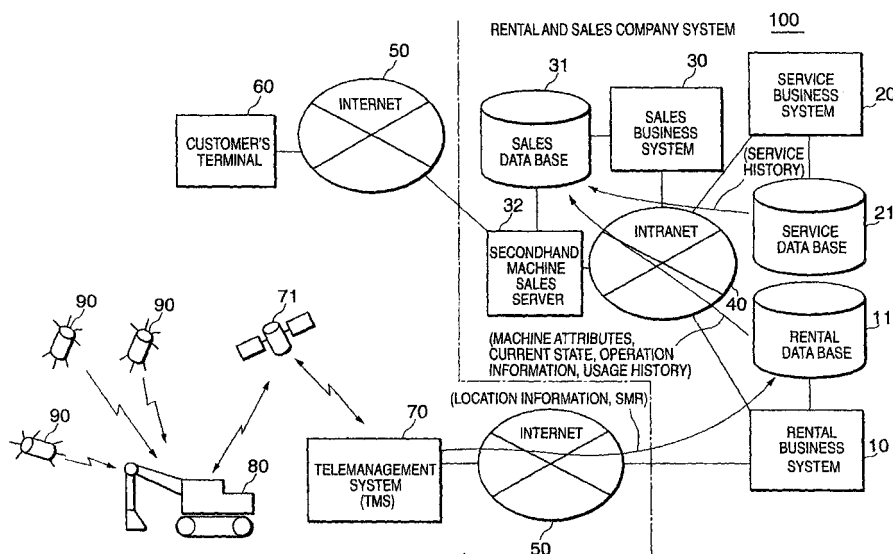 RENTAL AND SALES COMPANY SYSTEM
100
50
INTERNET
60
CUSTOMER'S
TERMINAL
31
SALES
DATA BASE
30
SALES
BUSINESS
SYSTEM
SERVICE
BUSINESS
SYSTEM
20
(SERVICE
HISTORY)
32
SECONDHAND
MACHINE
SALES
SERVER
INTRANET
40
SERVICE
DATA BASE
21
RENTAL
DATA BASE
11
(MACHINE ATTRIBUTES,
CURRENT STATE, OPERATION
INFORMATION, USAGE HISTORY)
(LOCATION INFORMATION, SMR)
90
90
90
71
80
70
TELEMANAGEMENT
SYSTEM
(TMS)
INTERNET
50
RENTAL
BUSINESS
SYSTEM
10